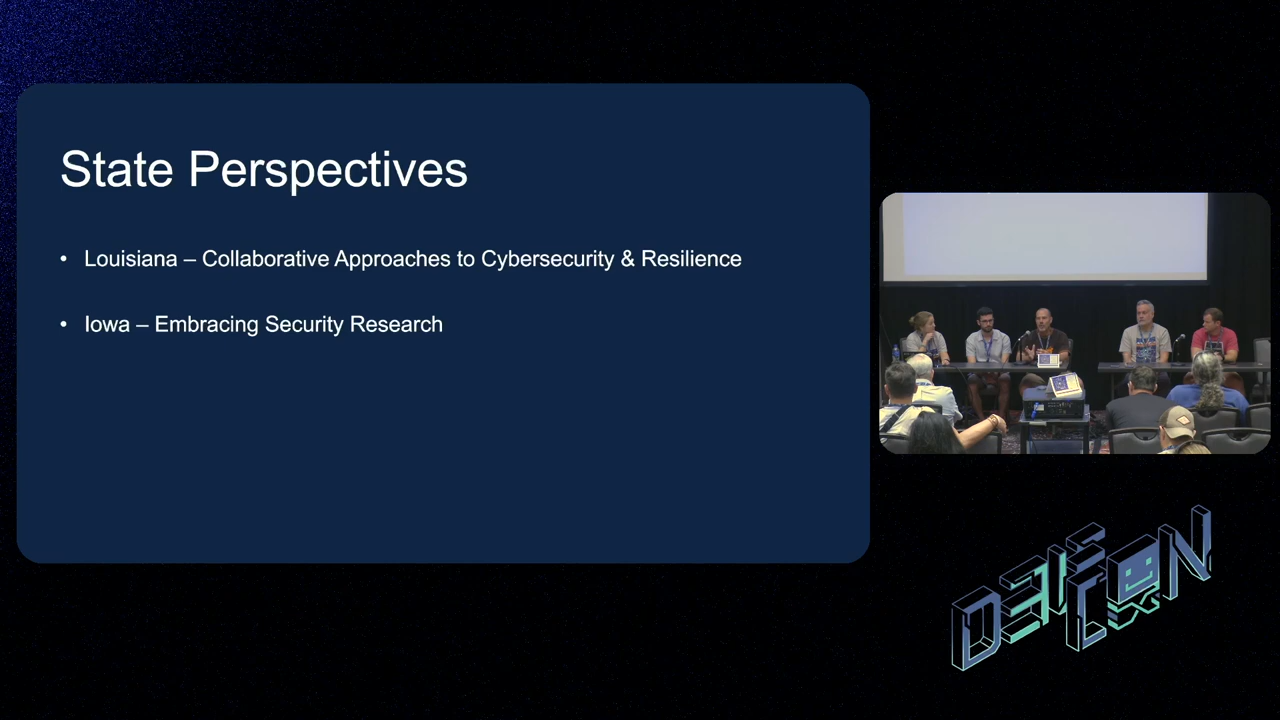 State Perspectives
• Louisiana – Collaborative Approaches to Cybersecurity & Resilience
• Iowa – Embracing Security Research
DEF CON